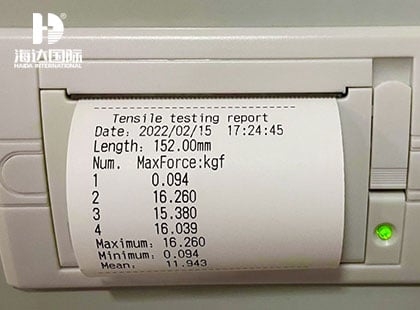 海达国际
HAIDA INTERNATIONAL
Tensile testing report
Date: 2022/02/15 17:24:45
Length: 152.00mm
Num. MaxForce:kgf
1 0.094
2 16.260
3 15.380
4 16.039
Maximum: 16.260
Minimum: 0.094
Mean: 11.943